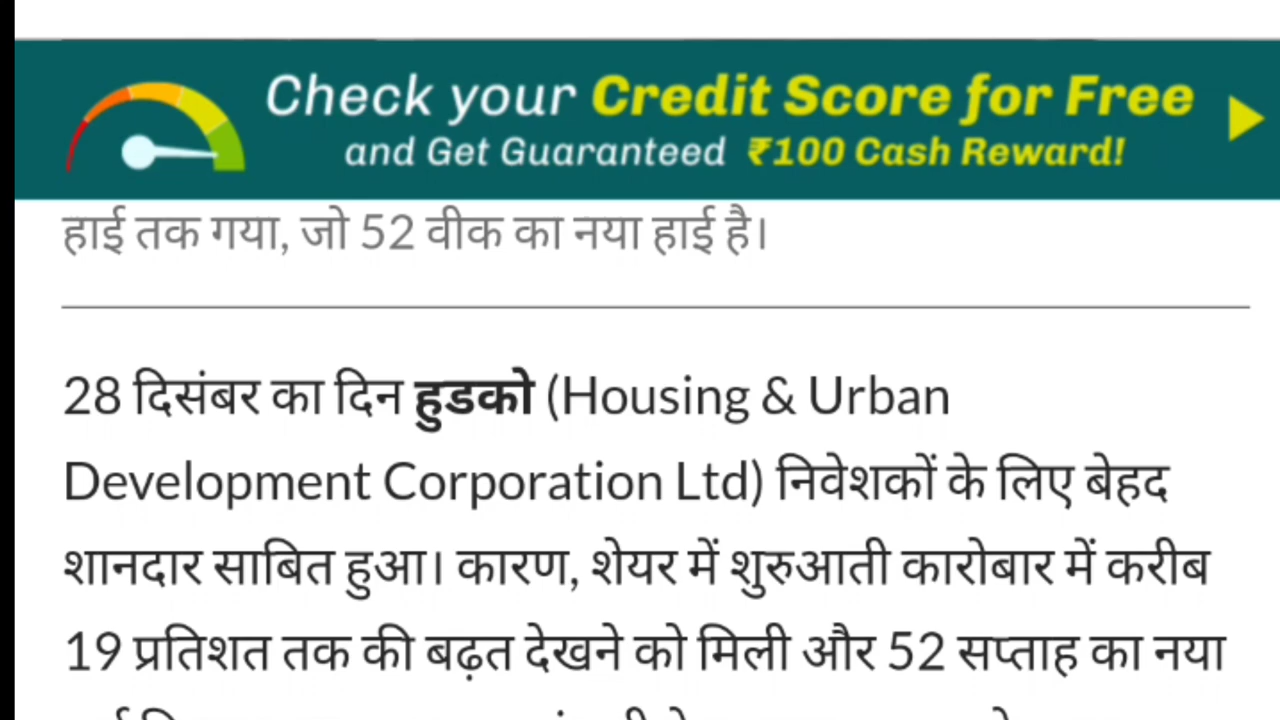 Check your Credit Score for Free
and Get Guaranteed ₹100 Cash Reward!
हाई तक गया, जो 52 वीक का नया हाई है।
28 दिसंबर का दिन हुडको (Housing & Urban
Development Corporation Ltd) निवेशकों के लिए बेहद
शानदार साबित हुआ। कारण, शेयर में शुरुआती कारोबार में करीब
19 प्रतिशत तक की बढ़त देखने को मिली और 52 सप्ताह का नया